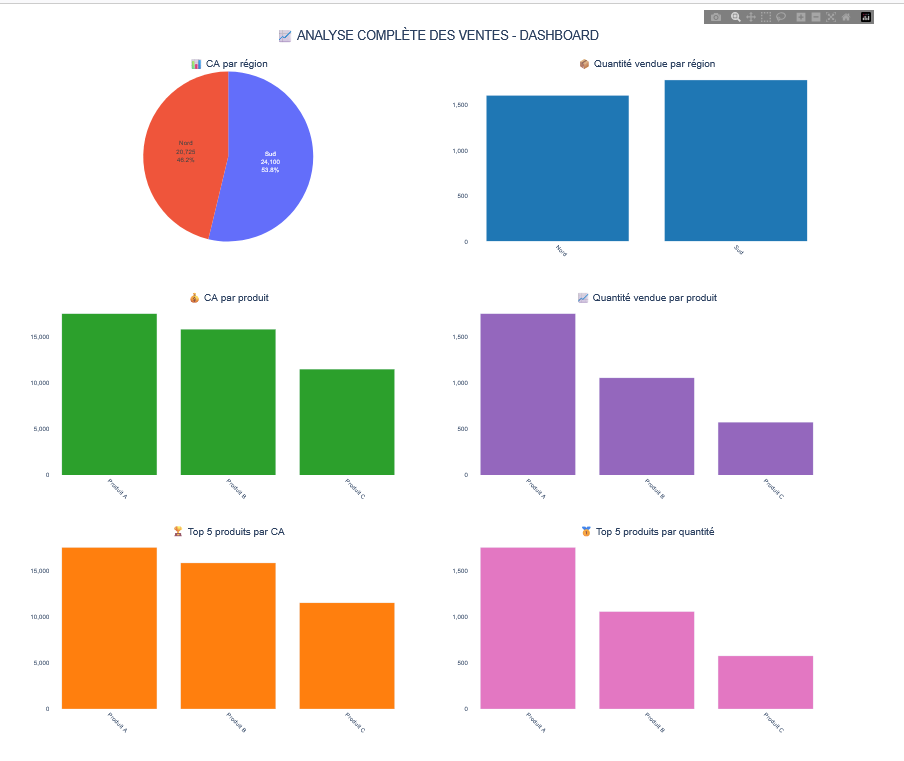 📈 ANALYSE COMPLÈTE DES VENTES - DASHBOARD
📊 CA par région
Nord
20,725
46.2%
Sud
24,100
53.8%
📦 Quantité vendue par région
1,500
1,000
500
0
Nord
Sud
💰 CA par produit
15,000
10,000
5,000
0
Produit A
Produit B
Produit C
📈 Quantité vendue par produit
1,500
1,000
500
0
Produit A
Produit B
Produit C
🏆 Top 5 produits par CA
15,000
10,000
5,000
0
Produit A
Produit B
Produit C
🏅 Top 5 produits par quantité
1,500
1,000
500
0
Produit A
Produit B
Produit C